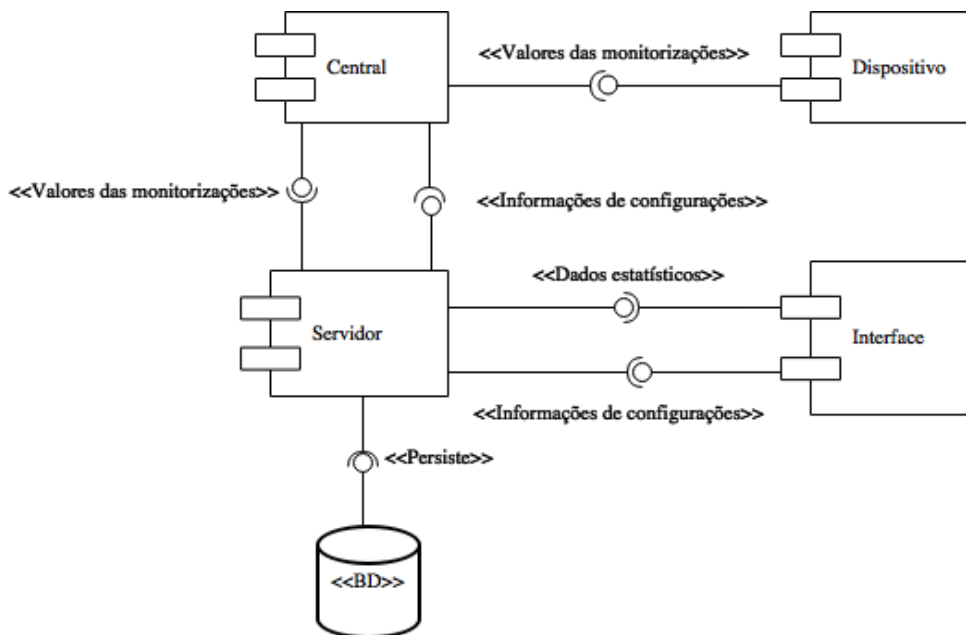 <<Valores das monitorizações>>
Central
Dispositivo
<<Valores das monitorizações>>
<<Informações de configurações>>
<<Dados estatísticos>>
Servidor
Interface
<<Informações de configurações>>
<<Persiste>>
<<BD>>